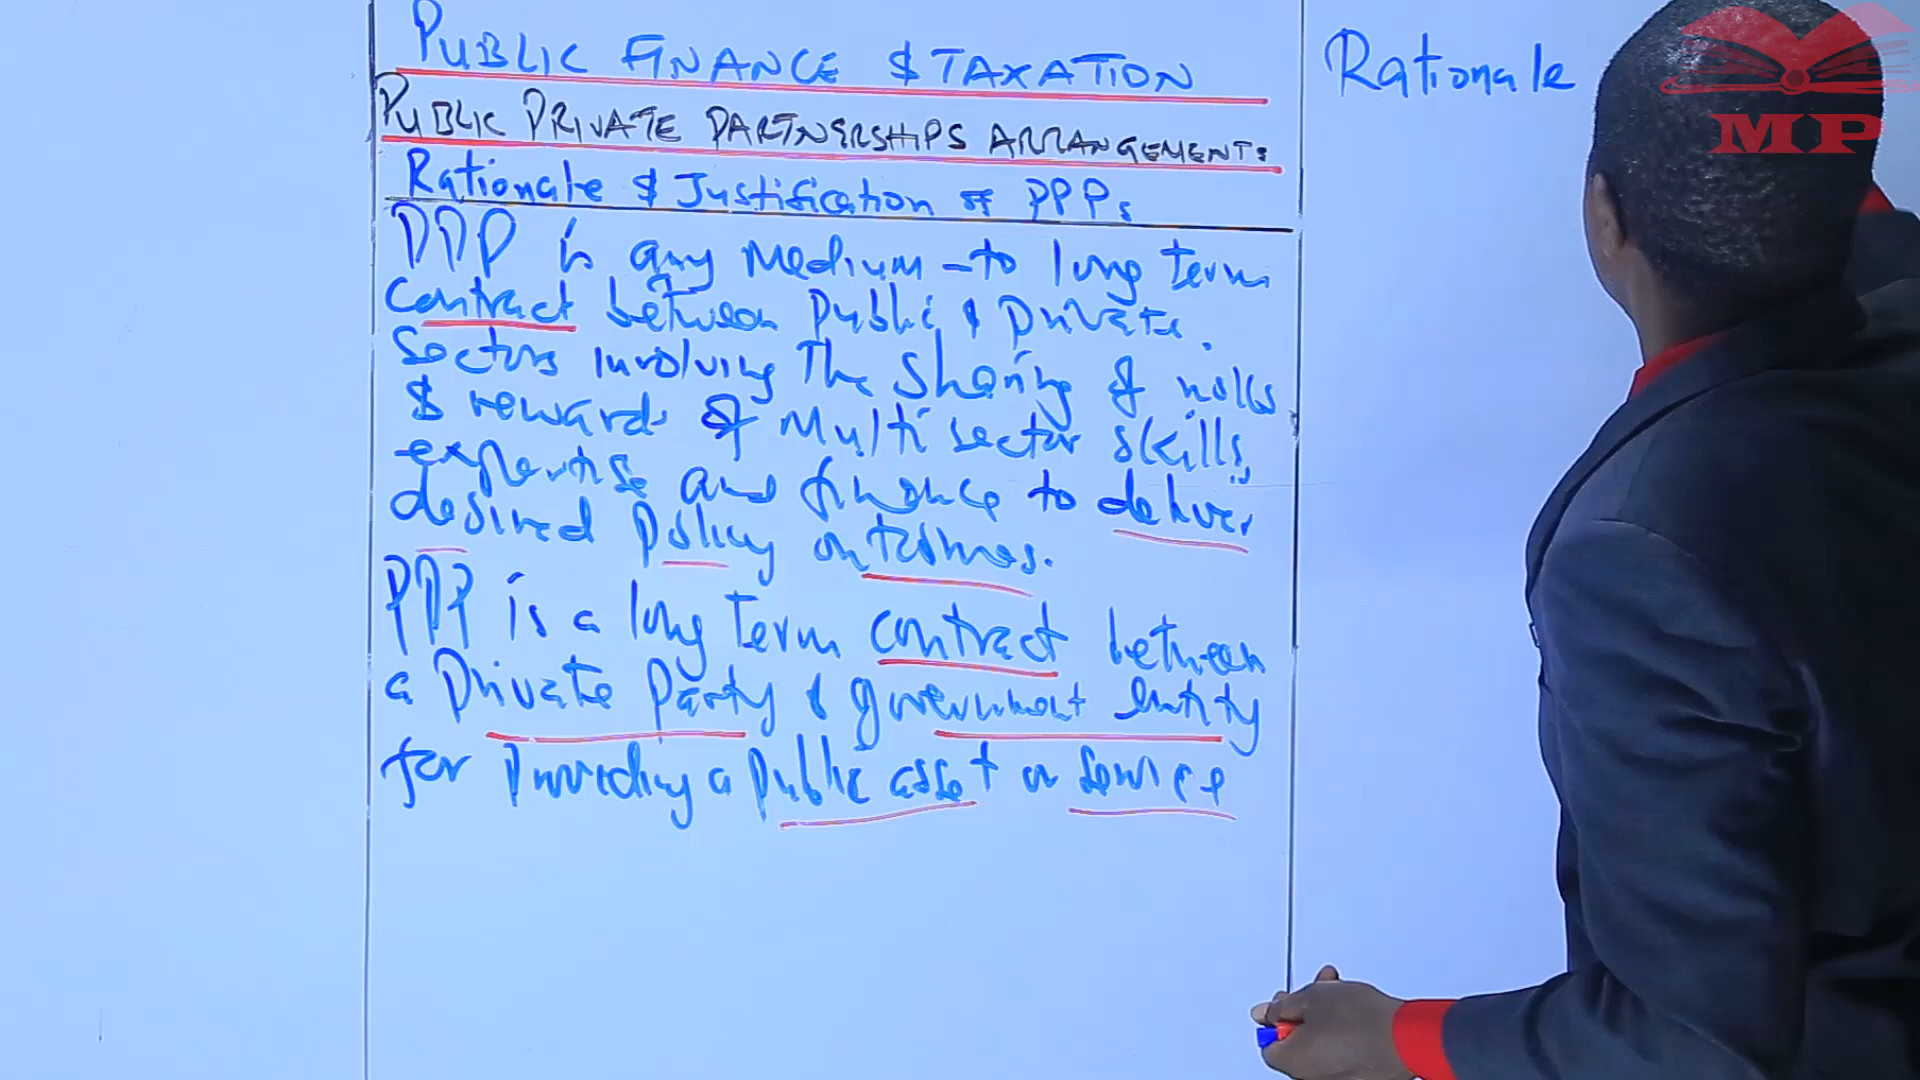 PUBLIC FINANCE & TAXATION
PUBLIC PRIVATE PARTNERSHIPS ARRANGEMENTS
Rationale & Justification of PPPs
PPP is any medium-to long term
contract between public & private
sectors involving the sharing of risks
& rewards of multi sector skills,
expertise and finance to deliver
desired policy outcomes.
PPP is a long term contract between
a private party & government entity
for providing a public asset or service
Rationale
MP